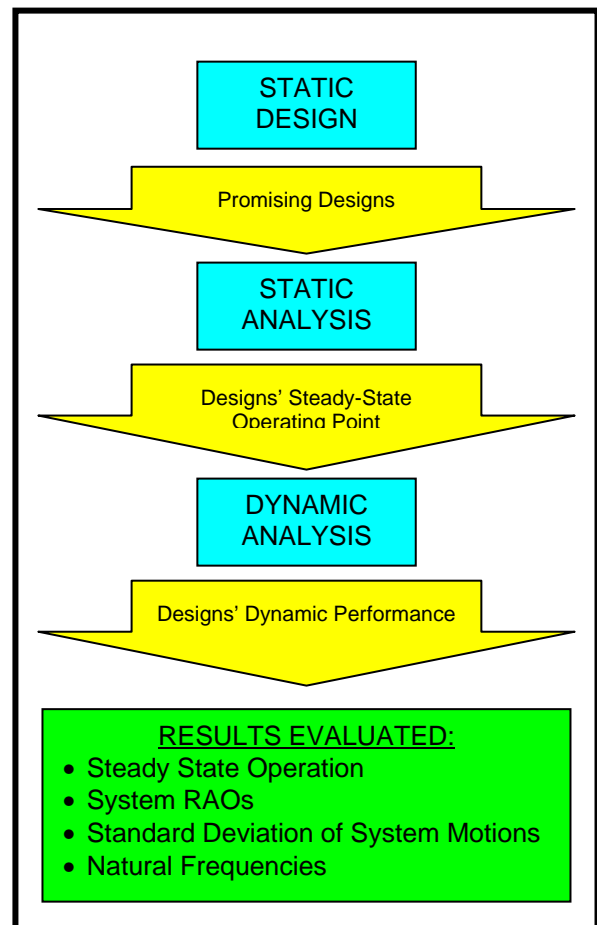 STATIC
DESIGN
Promising Designs
STATIC
ANALYSIS
Designs' Steady-State
Operating Point
DYNAMIC
ANALYSIS
Designs' Dynamic Performance
RESULTS EVALUATED:
• Steady State Operation
• System RAOs
• Standard Deviation of System Motions
• Natural Frequencies